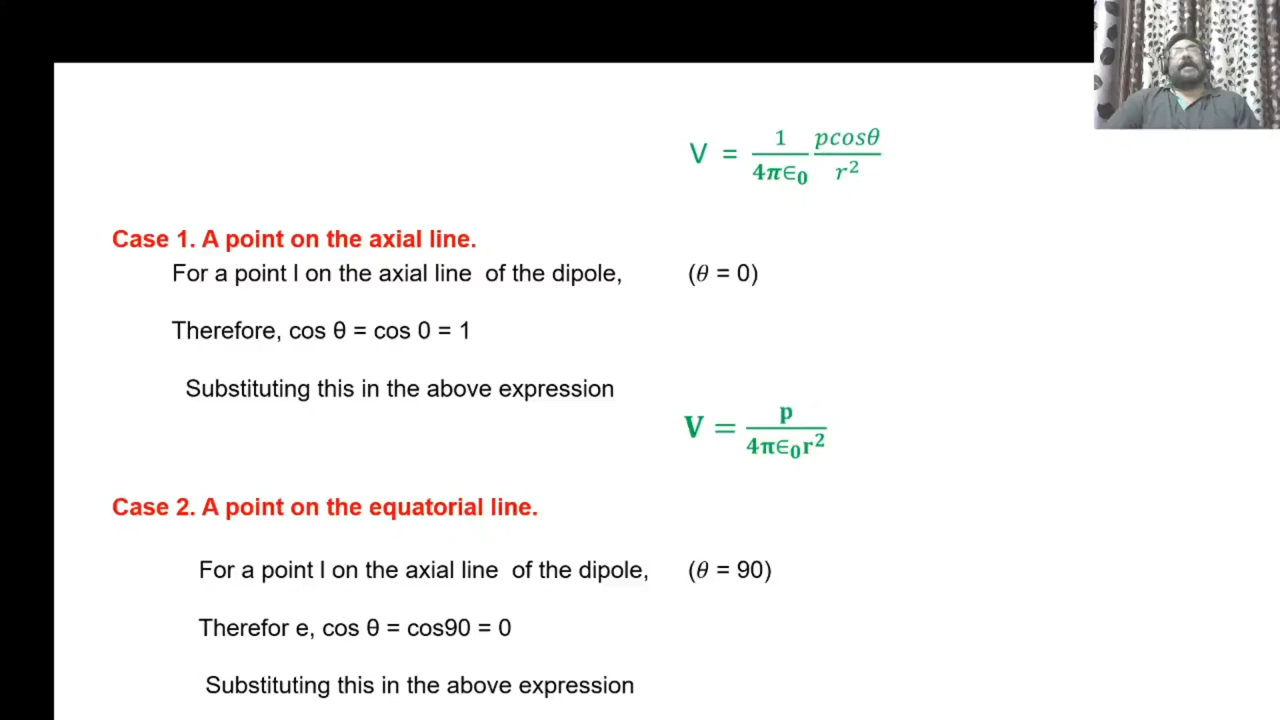 V = 1/4π∈₀ pcosθ/r²
Case 1. A point on the axial line.
For a point l on the axial line of the dipole, (θ = 0)
Therefore, cos θ = cos 0 = 1
Substituting this in the above expression
V = p/4π∈₀r²
Case 2. A point on the equatorial line.
For a point l on the axial line of the dipole, (θ = 90)
Therefor e, cos θ = cos90 = 0
Substituting this in the above expression